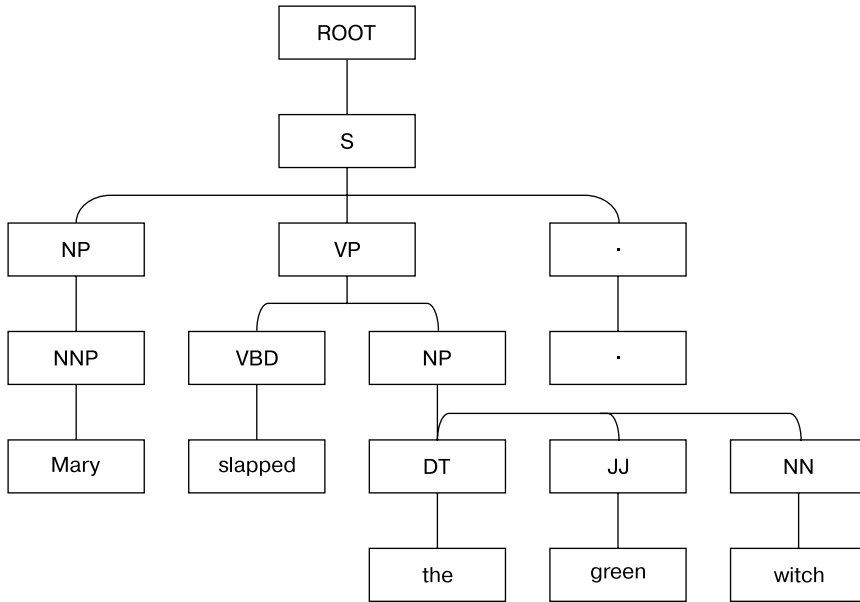 ROOT
S
NP VP .
NNP VBD NP .
Mary slapped DT JJ NN
the green witch